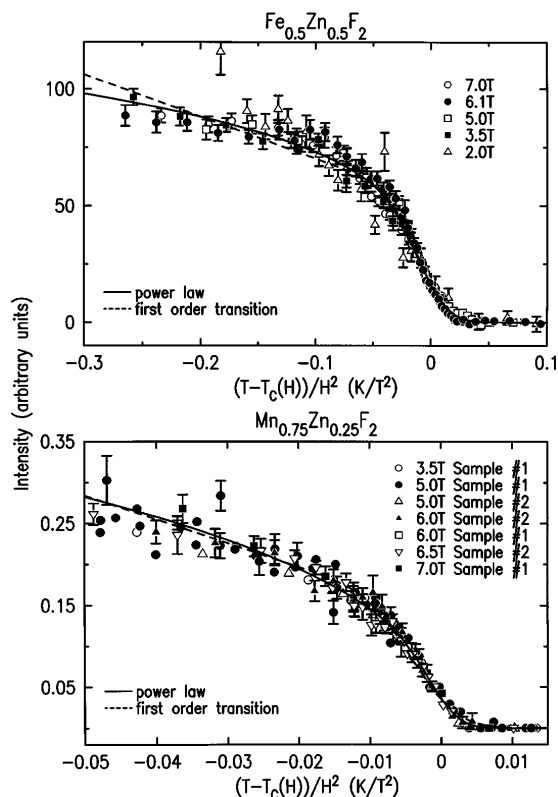 Fe0.5Zn0.5F2
100
50
0
7.0T
6.1T
5.0T
3.5T
2.0T
power law
first order transition
−0.3 −0.2 −0.1 0 0.1
(T−Tc(H))/H2 (K/T2)
Intensity (arbitrary units)
Mn0.75Zn0.25F2
0.35
0.25
0.15
0.05
3.5T Sample #1
5.0T Sample #1
5.0T Sample #2
6.0T Sample #2
6.0T Sample #1
6.5T Sample #2
7.0T Sample #1
power law
first order transition
−0.05 −0.04 −0.03 −0.02 −0.01 0 0.01
(T−Tc(H))/H2 (K/T2)